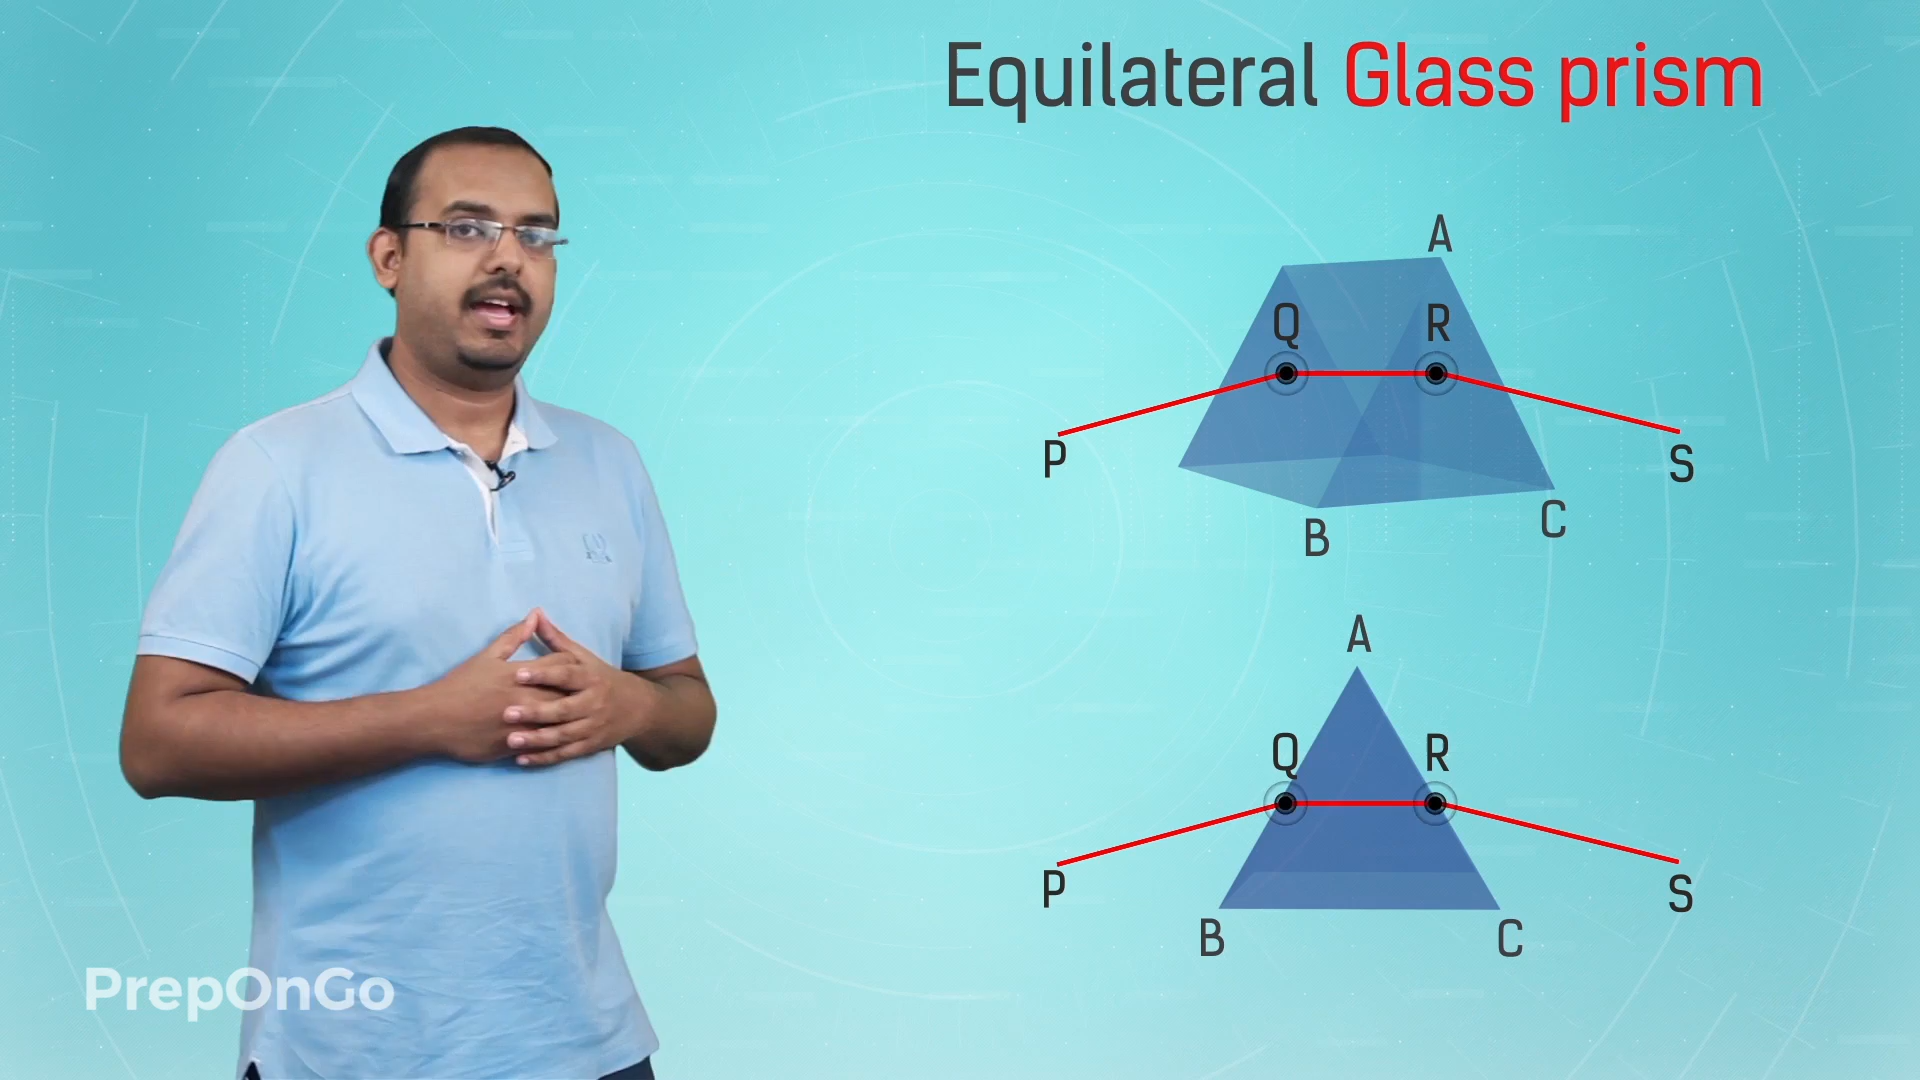 Equilateral Glass prism
A
Q R
P S
B C
A
Q R
P S
B C
PrepOnGo